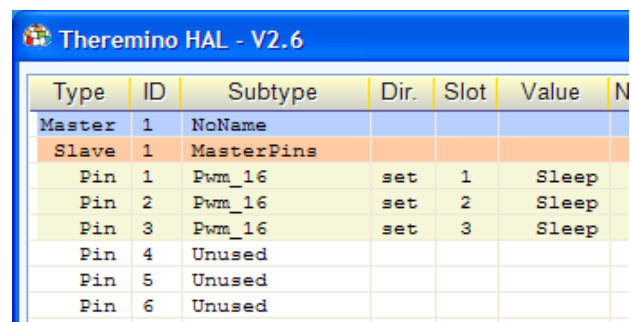 Theremino HAL - V2.6
Type ID Subtype Dir. Slot Value N
Master 1 NoName
Slave 1 MasterPins
Pin 1 Pwm_16 set 1 Sleep
Pin 2 Pwm_16 set 2 Sleep
Pin 3 Pwm_16 set 3 Sleep
Pin 4 Unused
Pin 5 Unused
Pin 6 Unused